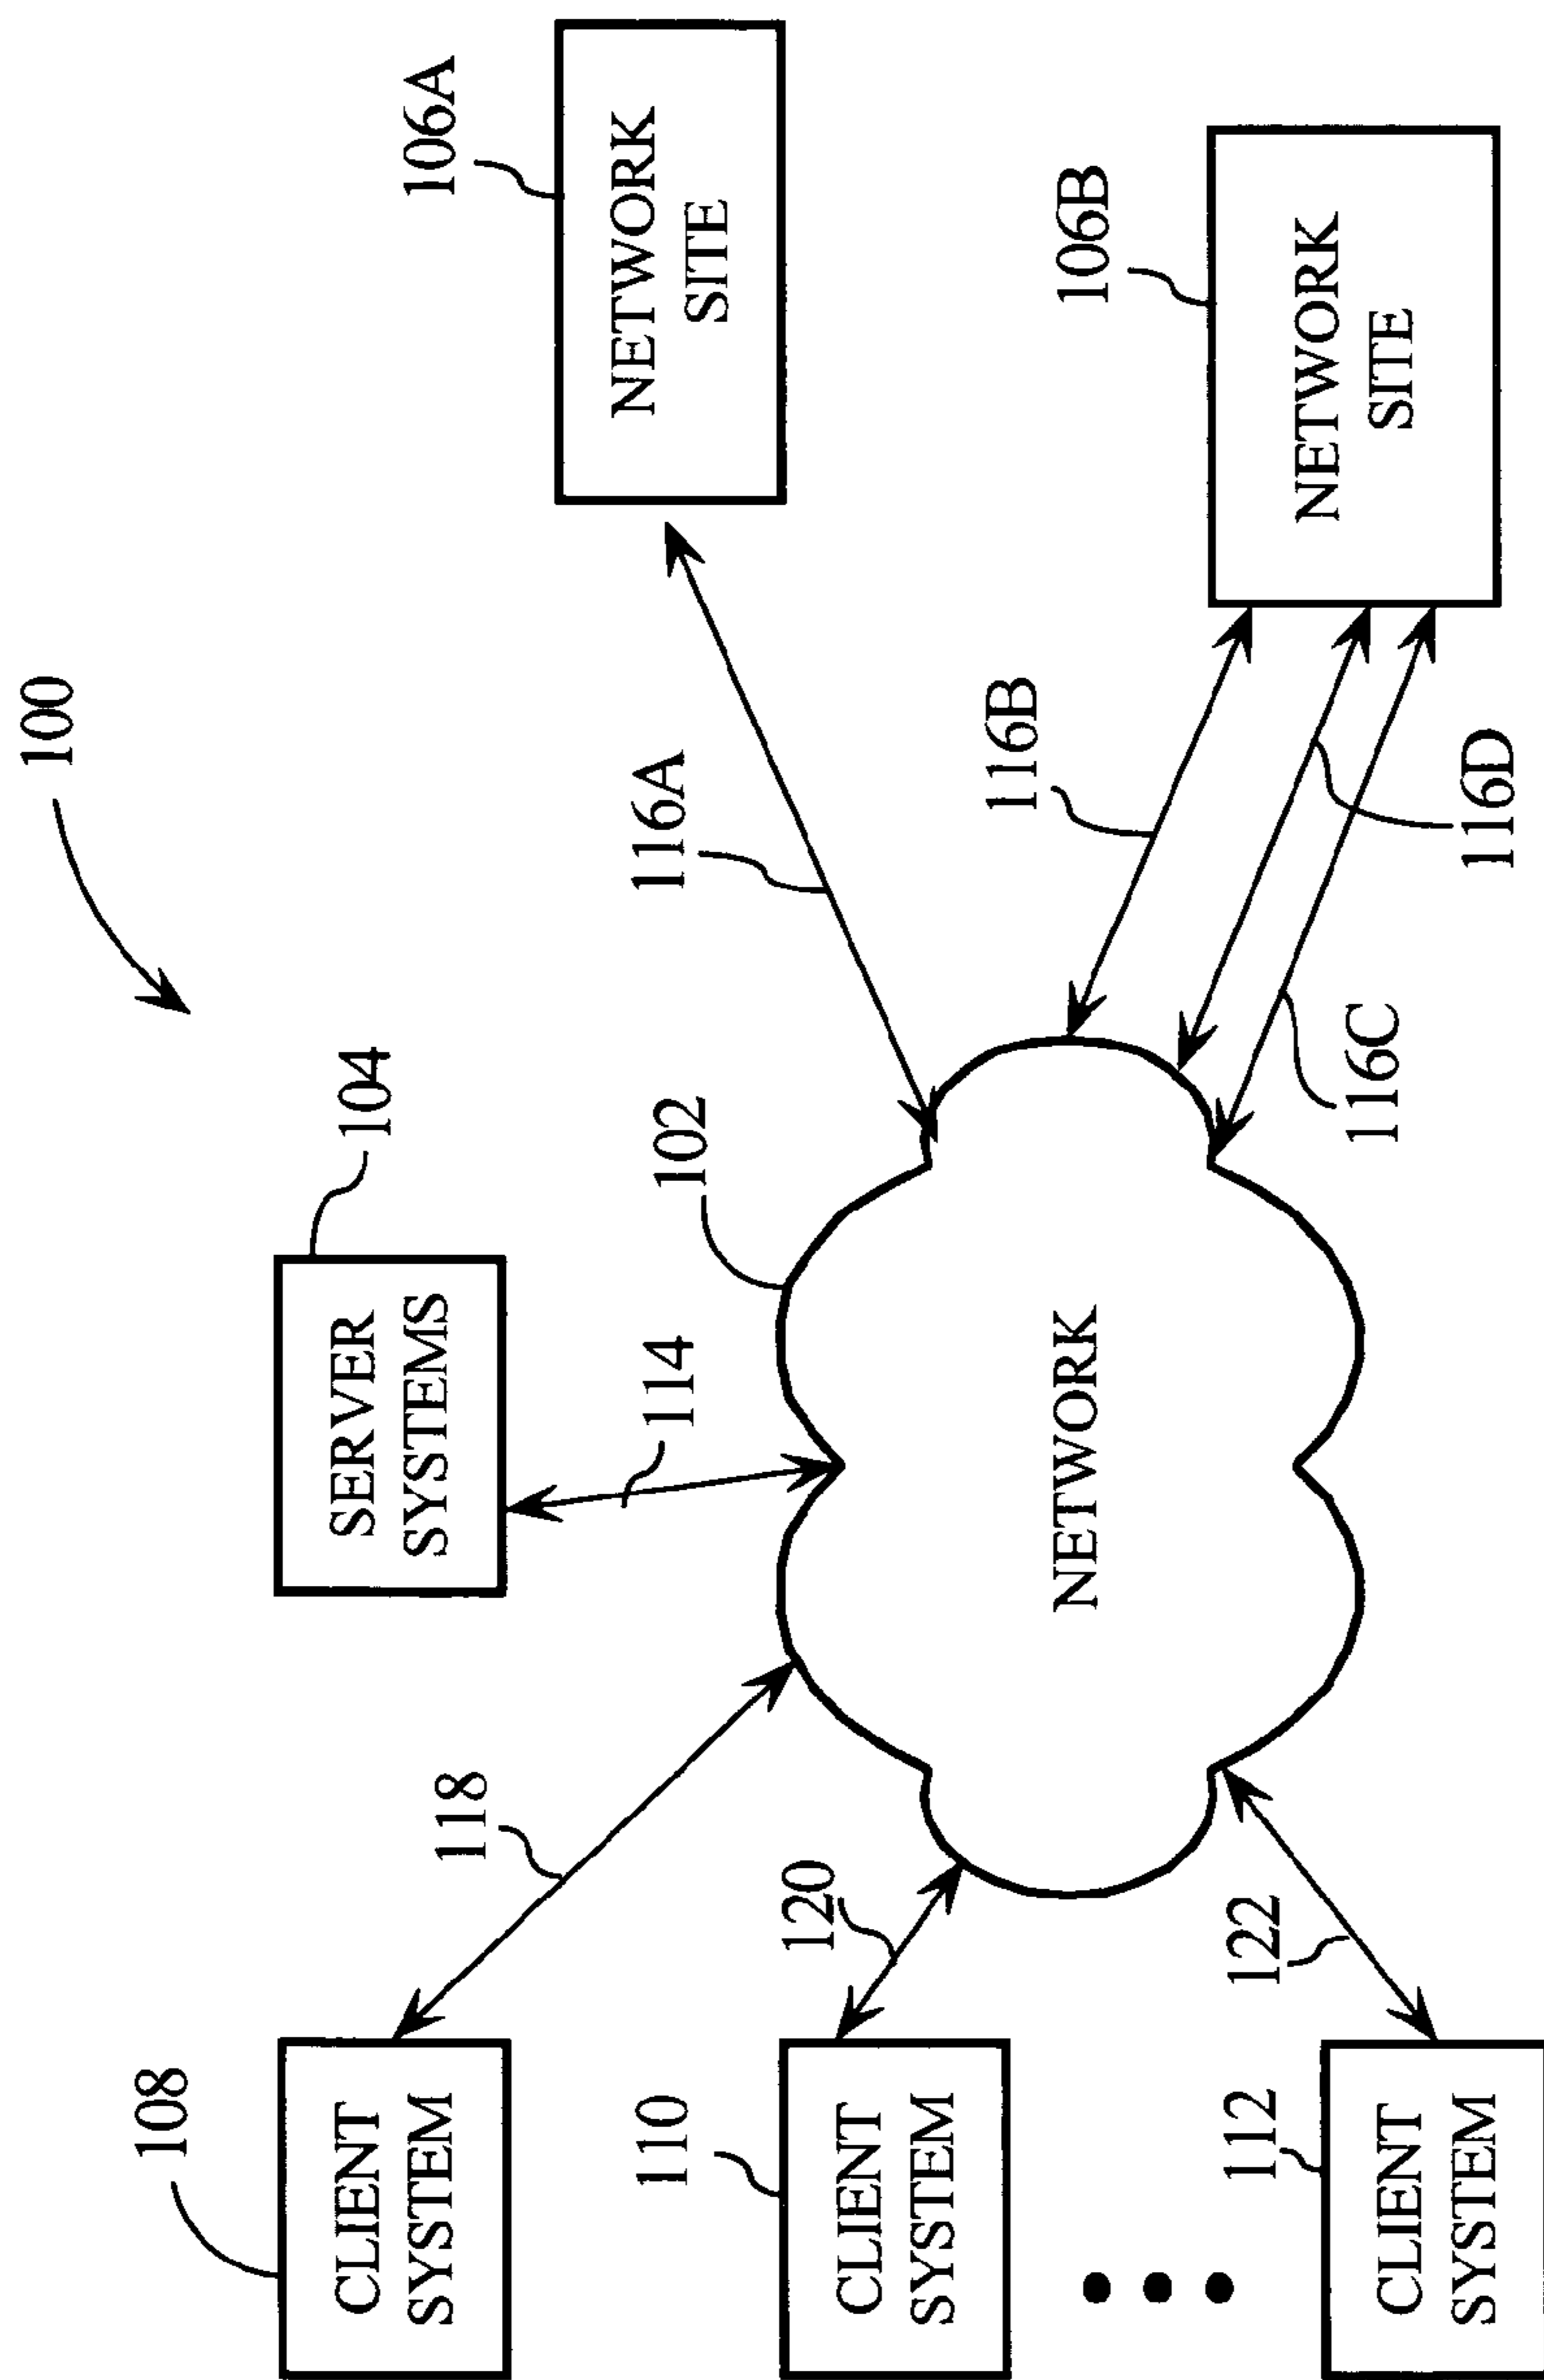 100
108
CLIENT
SYSTEM
118
104
SERVER
SYSTEMS
114
102
116A
106A
NETWORK
SITE
110
CLIENT
SYSTEM
120
NETWORK
116B
106B
NETWORK
SITE
112
CLIENT
SYSTEM
122
116C
116D